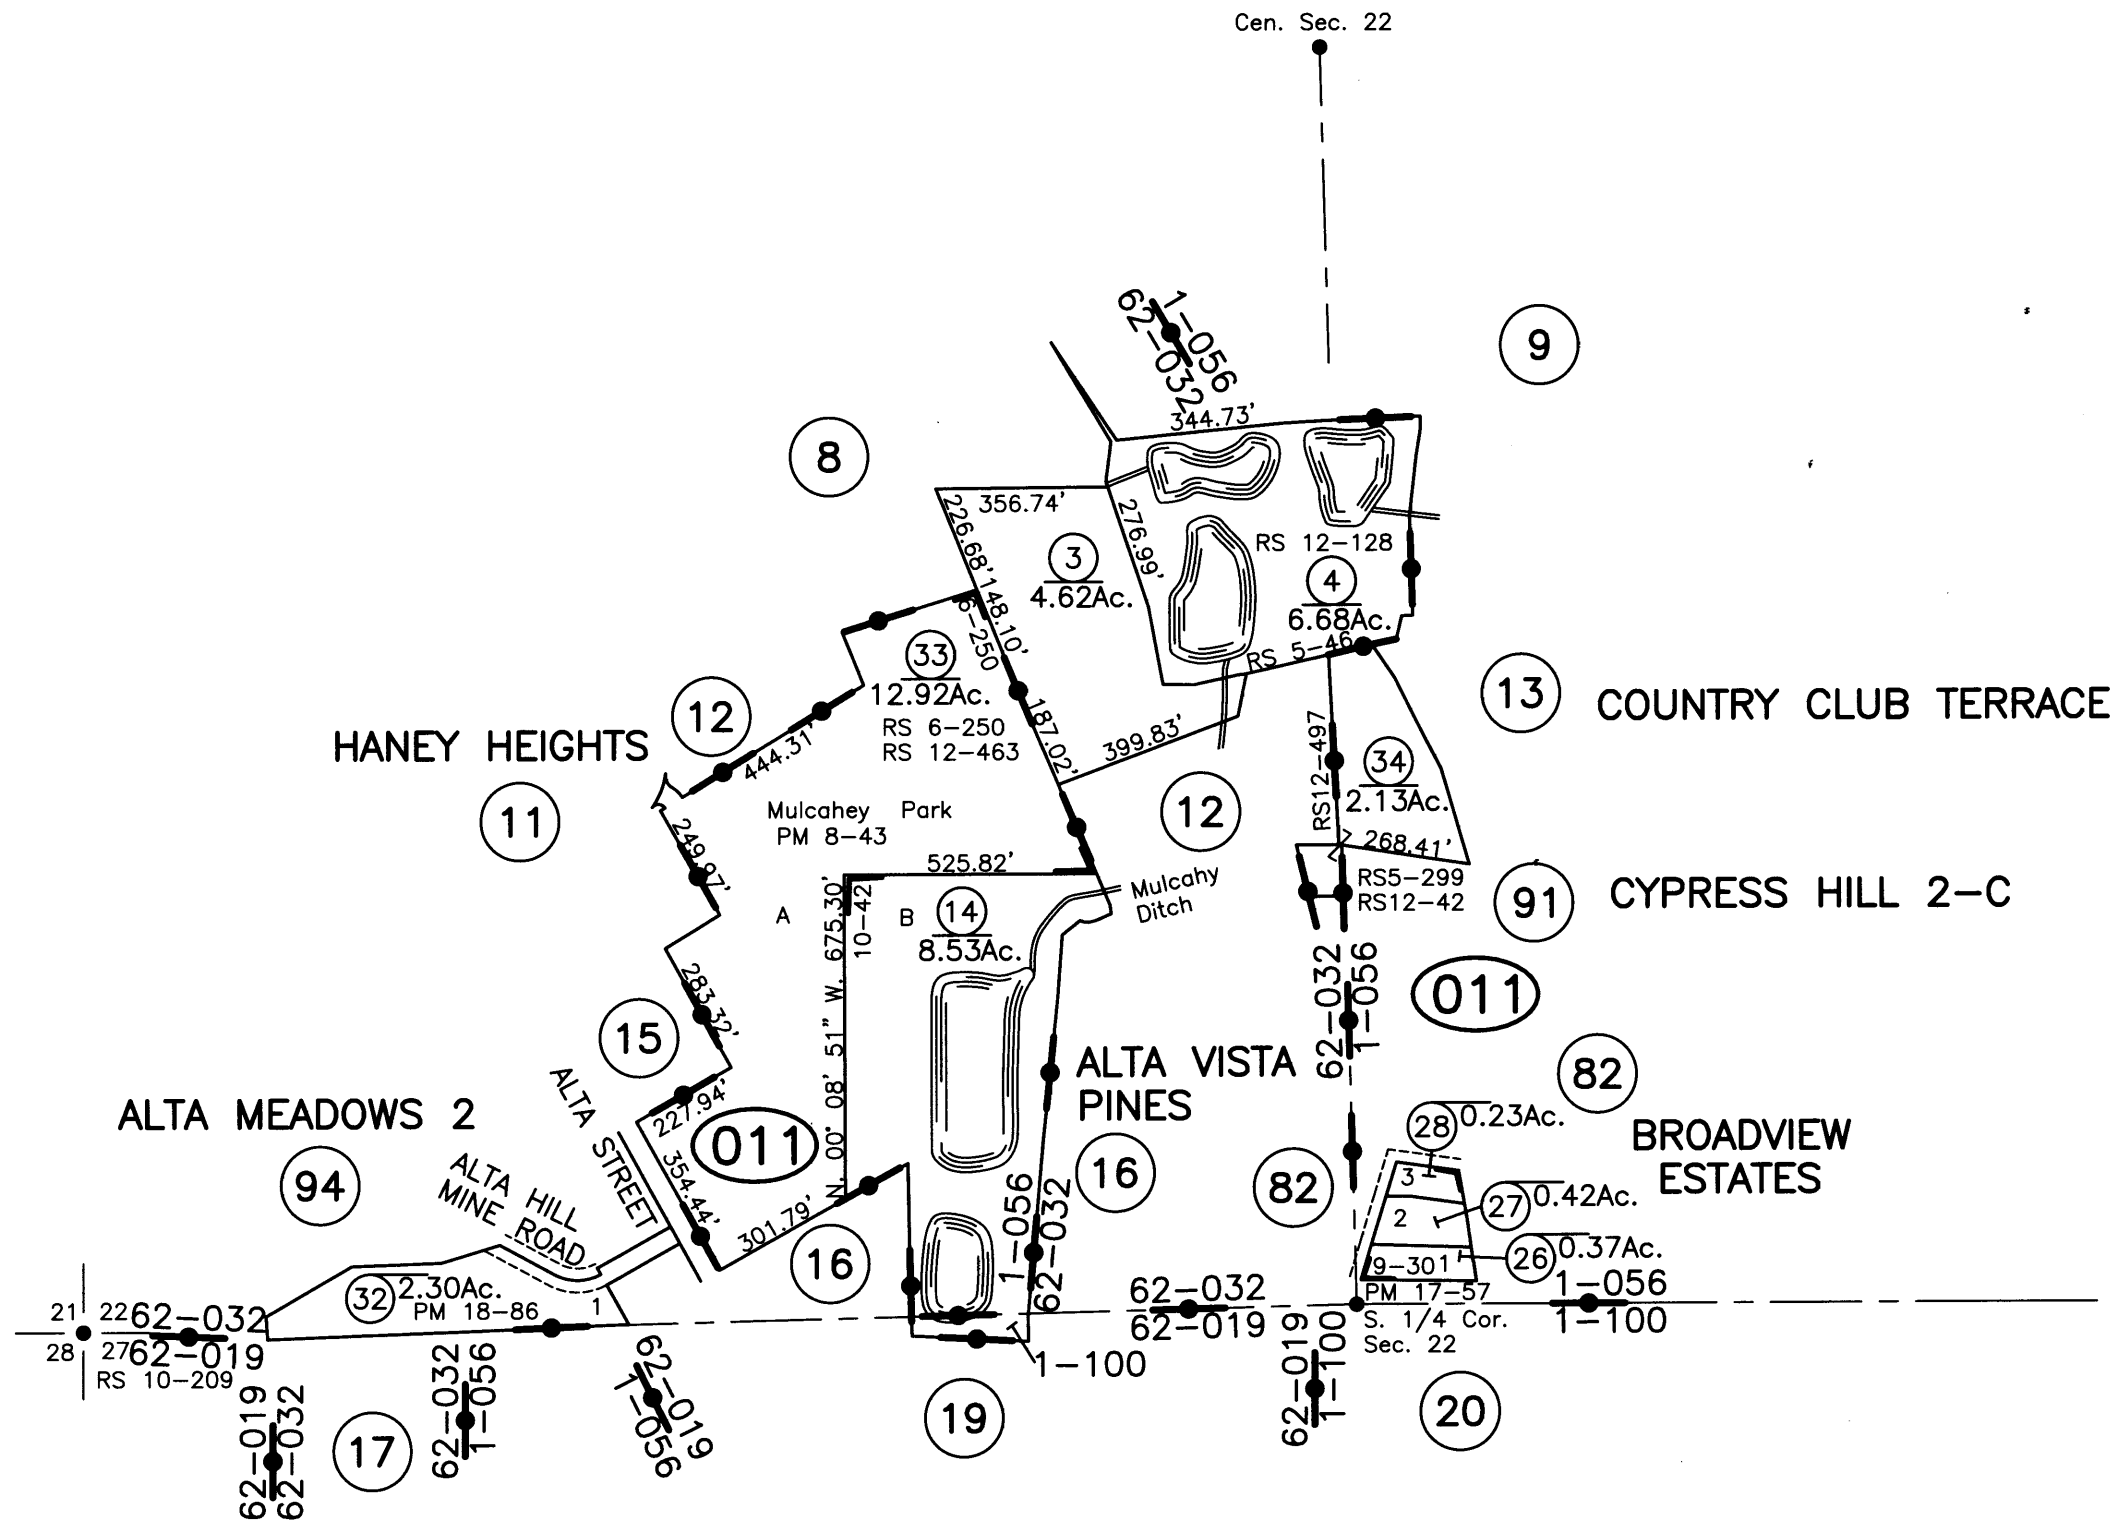 Cen. Sec. 22
1-056
62-032
9
344.73'
8
356.74'
226.68'
276.99'
3
4.62Ac.
RS 12-128
4
6.68Ac.
RS 5-46
148.10'
6-250
33
12.92Ac.
RS 6-250
RS 12-463
187.02'
399.83'
12
444.31'
HANEY HEIGHTS
11
249.97'
Mulcahey Park
PM 8-43
525.82'
13
COUNTRY CLUB TERRACE
RS12-497
34
2.13Ac.
268.41'
12
RS5-299
RS12-42
91
CYPRESS HILL 2-C
Mulcahy
Ditch
A
N. 00° 08' 51" W. 675.30'
10-42
B
14
8.53Ac.
283.32'
62-032
1-056
011
15
227.94'
ALTA STREET
354.44'
011
301.79'
ALTA VISTA
PINES
16
82
82
BROADVIEW
ESTATES
28
0.23Ac.
3
27
0.42Ac.
2
26
0.37Ac.
9-30
1
PM 17-57
S. 1/4 Cor.
Sec. 22
ALTA MEADOWS 2
94
ALTA HILL
MINE ROAD
16
1-056
62-032
32
2.30Ac.
PM 18-86
1
21
22
28
27
62-032
62-019
RS 10-209
62-019
62-032
17
62-032
1-056
62-019
1-056
19
1-100
62-032
62-019
62-019
1-100
1-056
1-100
20